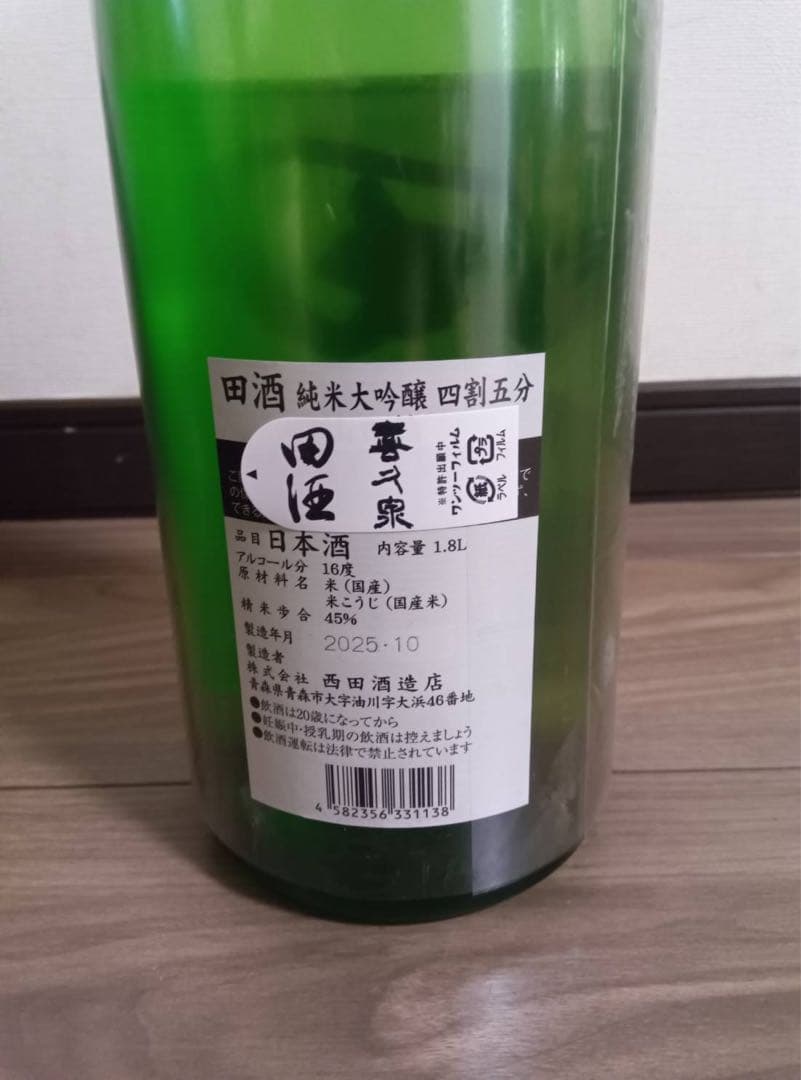 田酒 純米大吟醸 四割五分
田酒
喜久泉
※特許出願中
ワンツーフィルム
紙
ラベル
プラ
フィルム
品目 日本酒 内容量 1.8L
アルコール分 16度
原材料名 米(国産)
米こうじ(国産米)
精米歩合 45%
製造年月 2025・10
製造者
株式会社 西田酒造店
青森県青森市大字油川字大浜46番地
●飲酒は20歳になってから
●妊娠中・授乳期の飲酒は控えましょう
●飲酒運転は法律で禁止されています
4 582356 331138